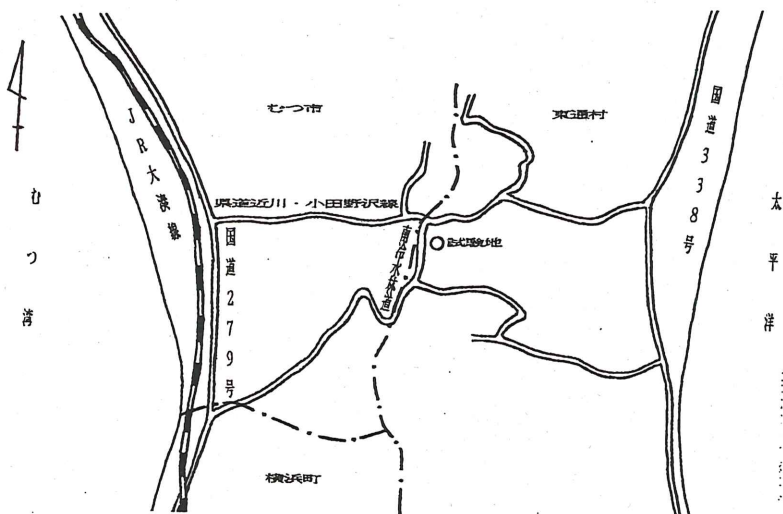 むつ市
東通村
国道338号
JR大湊線
県道近川・小田野沢線
むつ湾
太平洋
国道279号
試験地
横浜町